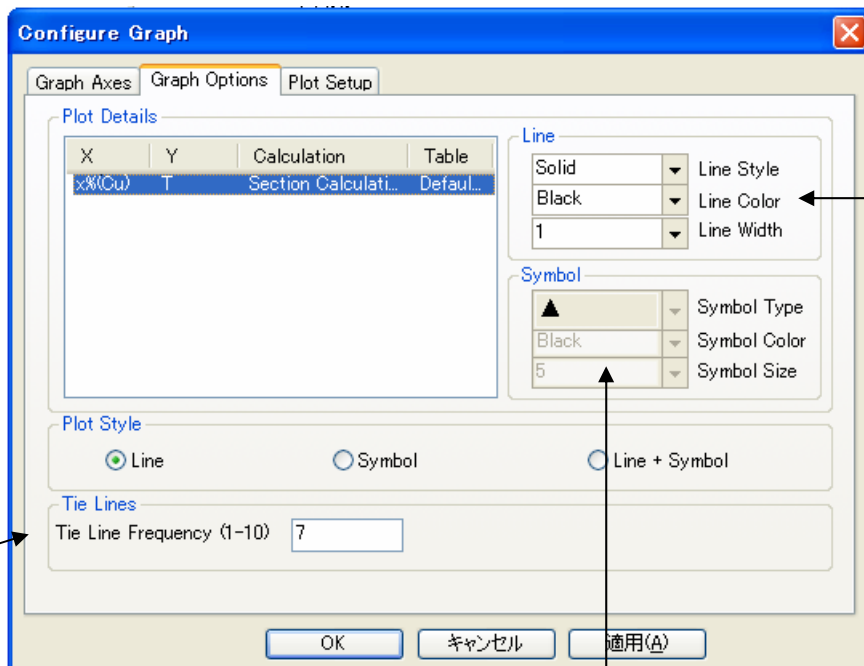 Configure Graph
Graph Axes Graph Options Plot Setup
Plot Details
X Y Calculation Table
x%(Cu) T Section Calculati... Defaul...
Line
Solid Line Style
Black Line Color
1 Line Width
Symbol
▲ Symbol Type
Black Symbol Color
5 Symbol Size
Plot Style
Line Symbol Line + Symbol
Tie Lines
Tie Line Frequency (1-10) 7
OK キャンセル 適用(A)